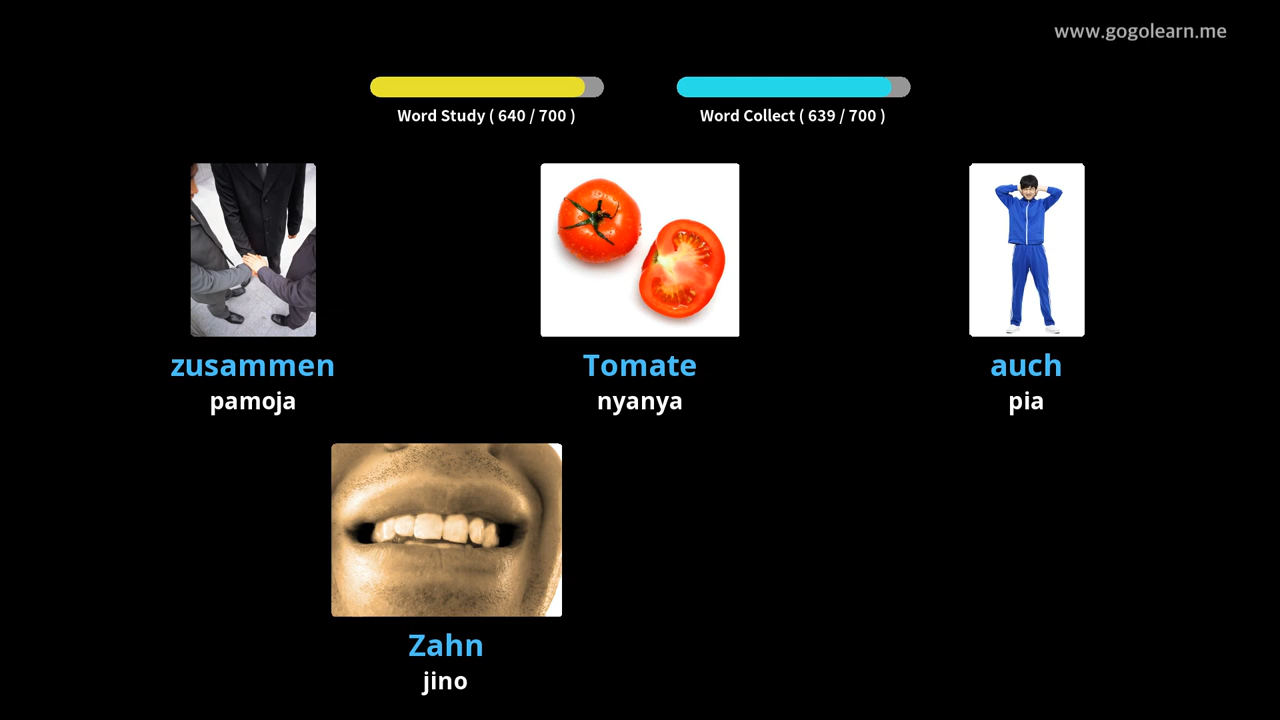 www.gogolearn.me
Word Study ( 640 / 700 )
Word Collect ( 639 / 700 )
zusammen
pamoja
Tomate
nyanya
auch
pia
Zahn
jino